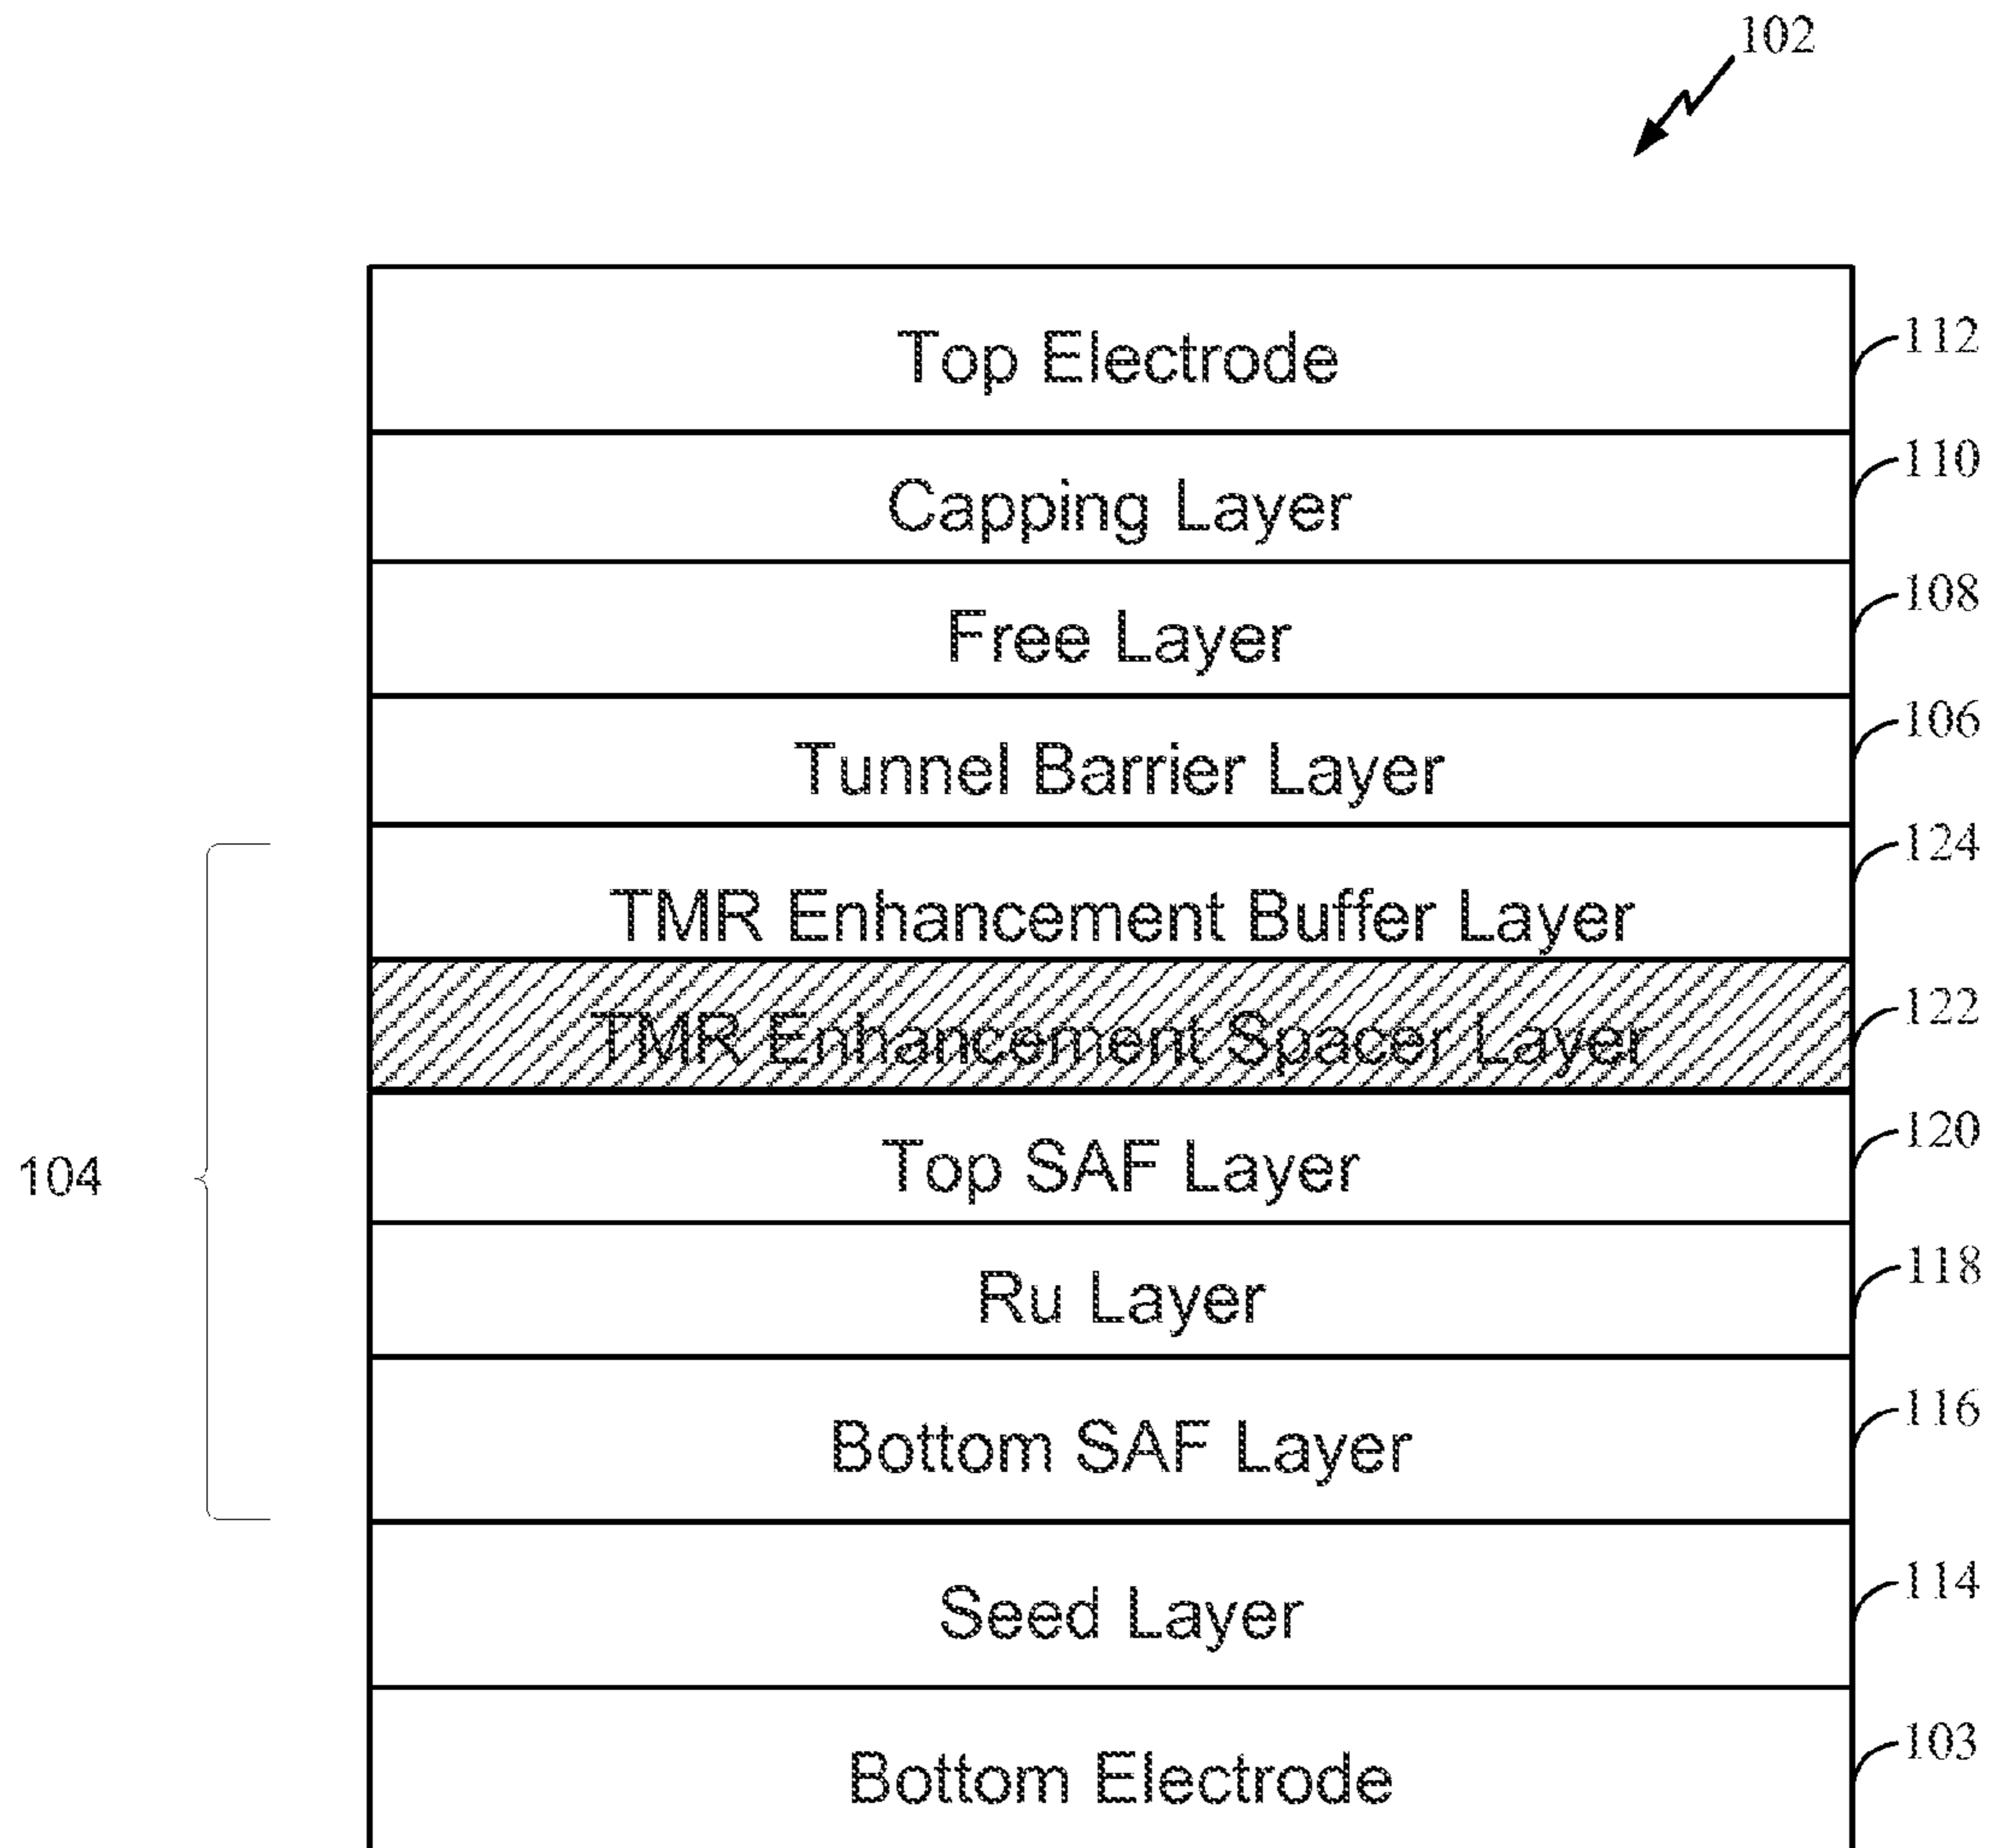 102
Top Electrode 112
Capping Layer 110
Free Layer 108
Tunnel Barrier Layer 106
TMR Enhancement Buffer Layer 124
TMR Enhancement Spacer Layer 122
Top SAF Layer 120
104
Ru Layer 118
Bottom SAF Layer 116
Seed Layer 114
Bottom Electrode 103